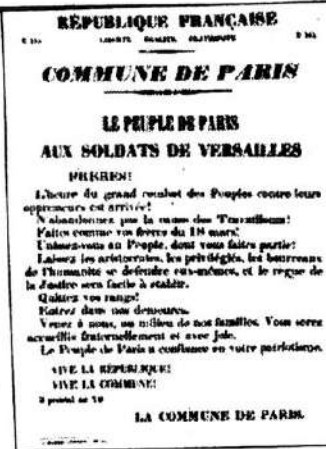 RÉPUBLIQUE FRANÇAISE
LIBERTÉ ÉGALITÉ FRATERNITÉ
COMMUNE DE PARIS
LE PEUPLE DE PARIS
AUX SOLDATS DE VERSAILLES
FRÈRES!
L'heure du grand combat des Peuples contre leurs
oppresseurs est arrivée!
N'abandonnez pas la cause des Travailleurs!
Faites comme vos frères du 18 mars!
Unissez-vous au Peuple, dont vous faites partie!
Laissez les aristocrates, les privilégiés, les bourreaux
de l'humanité se défendre eux-mêmes, et le règne de
la Justice sera facile à établir.
Quittez vos rangs!
Entrez dans nos demeures.
Venez à nous, au milieu de nos familles. Vous serez
accueillis fraternellement et avec joie.
Le Peuple de Paris a confiance en votre patriotisme.
VIVE LA RÉPUBLIQUE!
VIVE LA COMMUNE!
3 prairial an 79
LA COMMUNE DE PARIS.